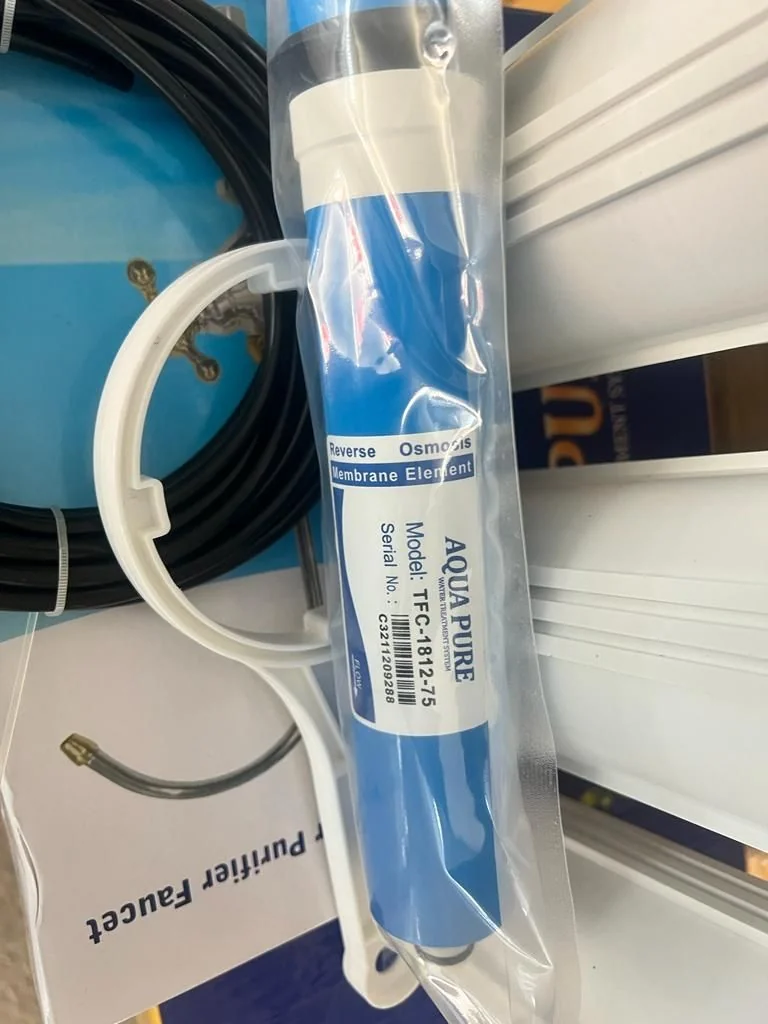 Reverse Osmosis
Membrane Element
AQUA PURE
WATER TREATMENT SYSTEM
Model: TFC-1812-75
Serial No.:
C3211209288
FLOW
r Purifier Faucet